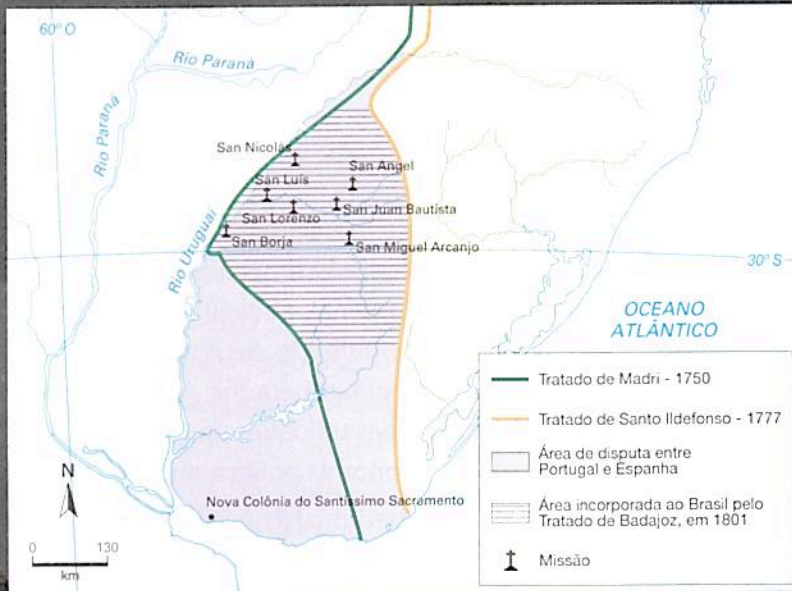 60° O
Rio Paraná
Rio Paraná
San Nicolás
San Angel
San Luís
San Juan Bautista
San Lorenzo
San Borja
San Miguel Arcanjo
Rio Uruguai
30° S
OCEANO
ATLÂNTICO
Tratado de Madri - 1750
Tratado de Santo Ildefonso - 1777
Área de disputa entre
Portugal e Espanha
Área incorporada ao Brasil pelo
Tratado de Badajoz, em 1801
Missão
N
Nova Colônia do Santíssimo Sacramento
0 130
km